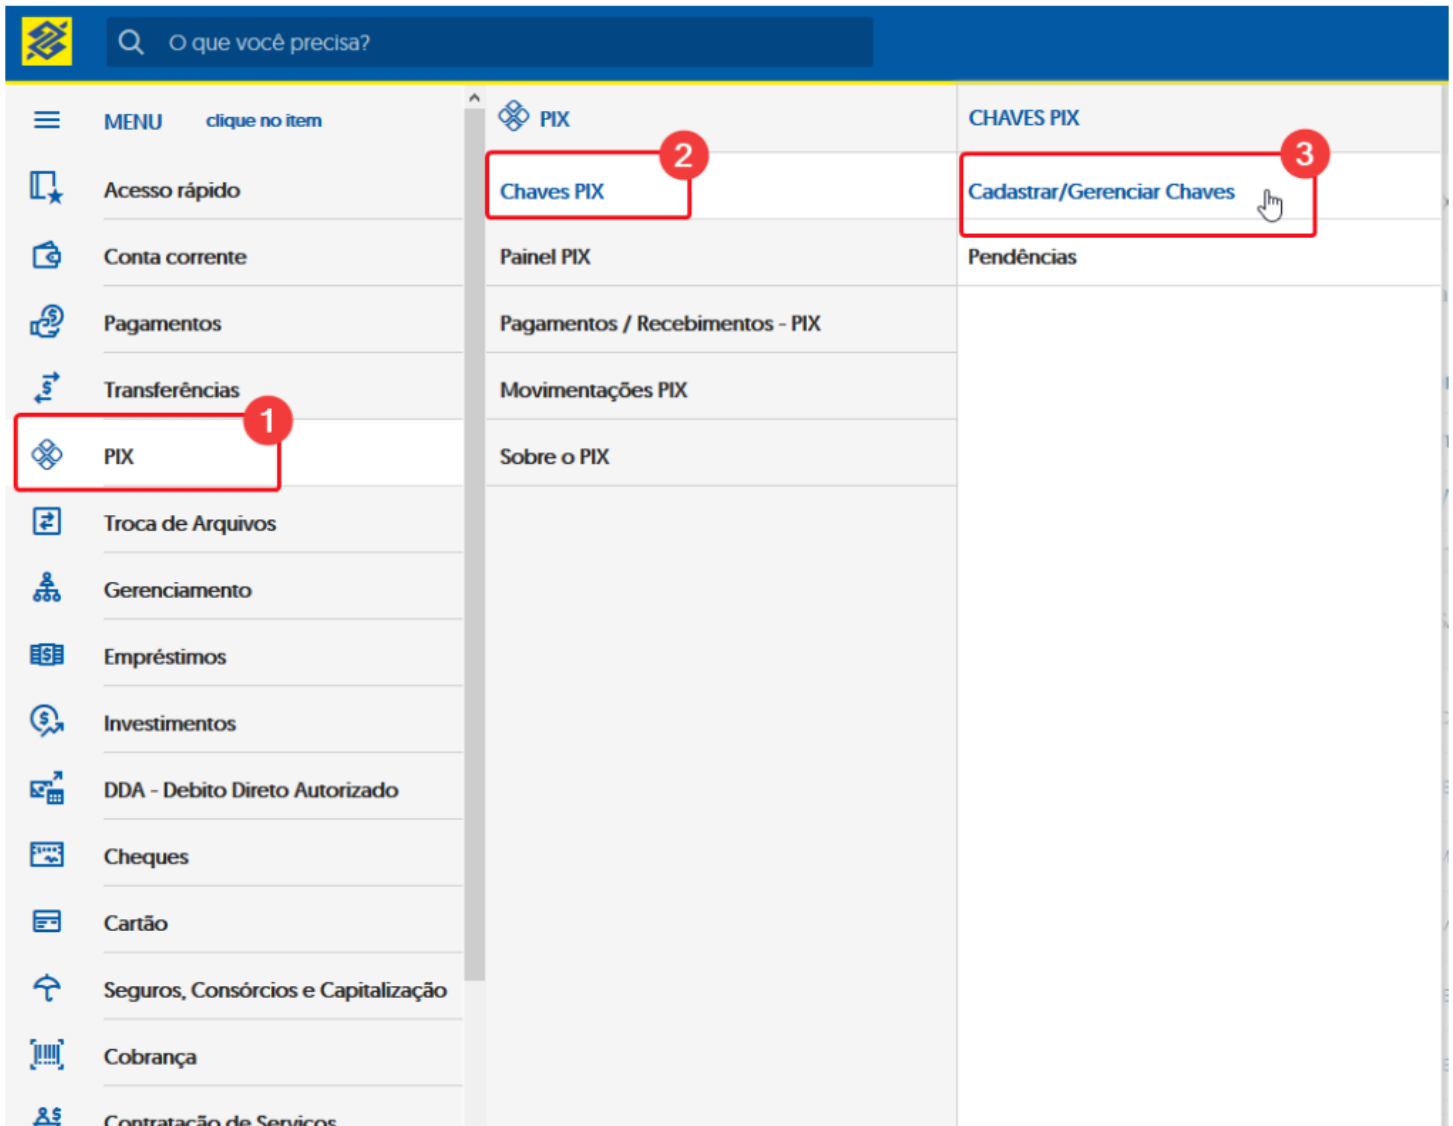 O que você precisa?
MENU clique no item
Acesso rápido
Conta corrente
Pagamentos
Transferências
1
PIX
Troca de Arquivos
Gerenciamento
Empréstimos
Investimentos
DDA - Debito Direto Autorizado
Cheques
Cartão
Seguros, Consórcios e Capitalização
Cobrança
Contratação de Serviços
PIX
2
Chaves PIX
Painel PIX
Pagamentos / Recebimentos - PIX
Movimentações PIX
Sobre o PIX
CHAVES PIX
3
Cadastrar/Gerenciar Chaves
Pendências